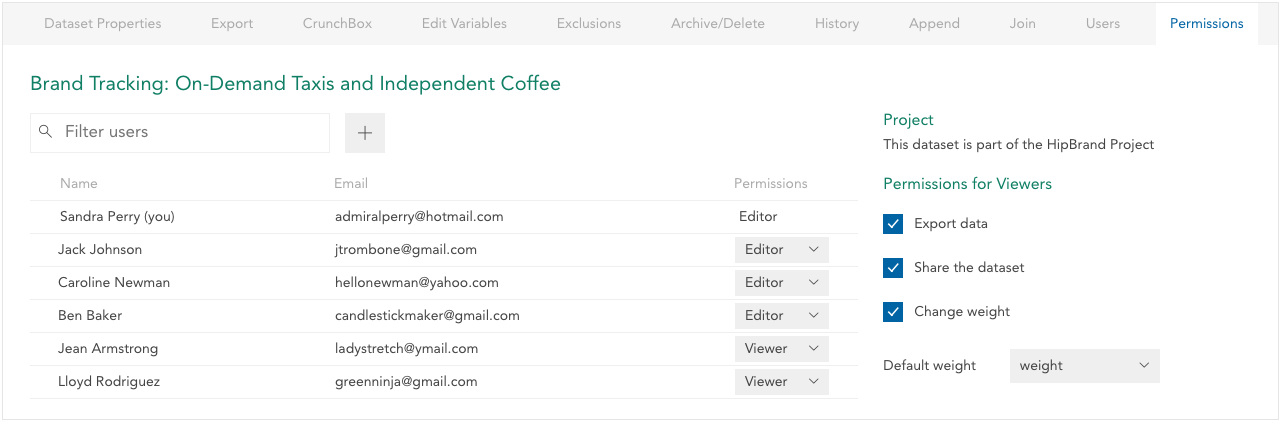 Dataset Properties Export CrunchBox Edit Variables Exclusions Archive/Delete History Append Join Users Permissions
Brand Tracking: On-Demand Taxis and Independent Coffee
Filter users
Name Email Permissions
Sandra Perry (you) admiralperry@hotmail.com Editor
Jack Johnson jtrombone@gmail.com Editor
Caroline Newman hellonewman@yahoo.com Editor
Ben Baker candlestickmaker@gmail.com Editor
Jean Armstrong ladystretch@ymail.com Viewer
Lloyd Rodriguez greenninja@gmail.com Viewer
Project
This dataset is part of the HipBrand Project
Permissions for Viewers
Export data
Share the dataset
Change weight
Default weight weight